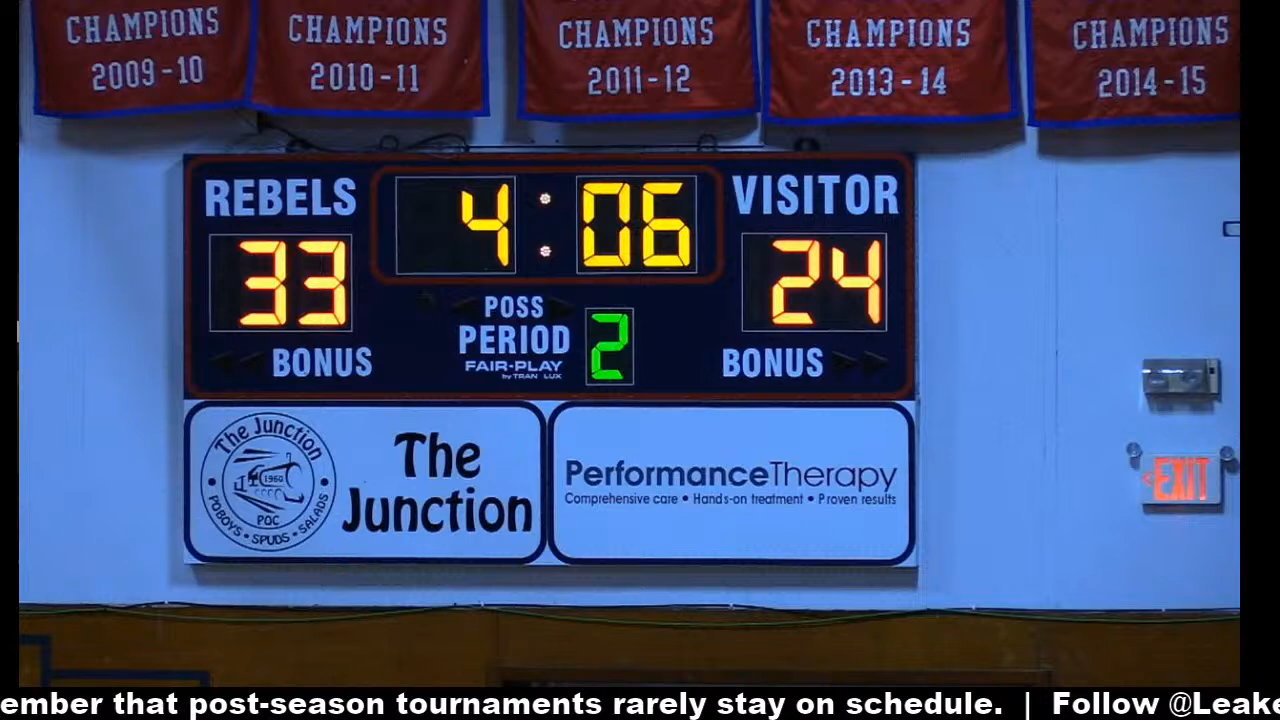 CHAMPIONS
2009-10
CHAMPIONS
2010-11
CHAMPIONS
2011-12
CHAMPIONS
2013-14
CHAMPIONS
2014-15
REBELS
4:06
VISITOR
33
24
POSS
PERIOD
2
FAIR-PLAY
by TRANS LUX
BONUS
BONUS
The Junction
1960
POC
POBOYS • SPUDS • SALADS
The
Junction
PerformanceTherapy
Comprehensive care • Hands-on treatment • Proven results
<EXIT
ember that post-season tournaments rarely stay on schedule. | Follow @Leake